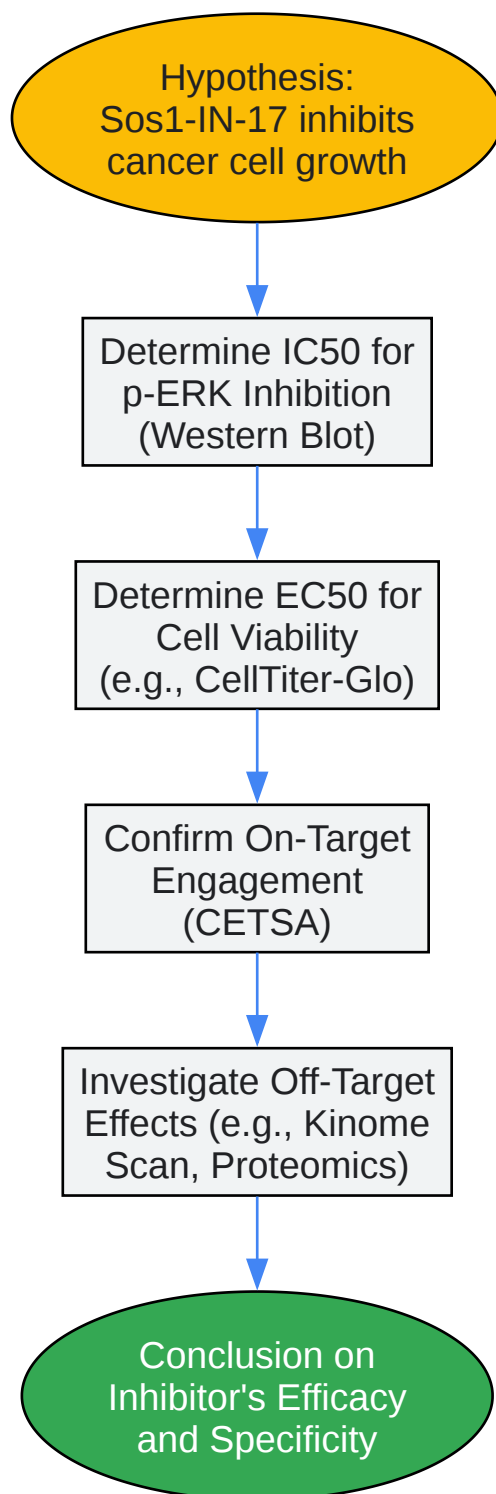 Hypothesis:
Sos1-IN-17 inhibits
cancer cell growth
Determine IC50 for
p-ERK Inhibition
(Western Blot)
Determine EC50 for
Cell Viability
(e.g., CellTiter-Glo)
Confirm On-Target
Engagement
(CETSA)
Investigate Off-Target
Effects (e.g., Kinome
Scan, Proteomics)
Conclusion on
Inhibitor's Efficacy
and Specificity